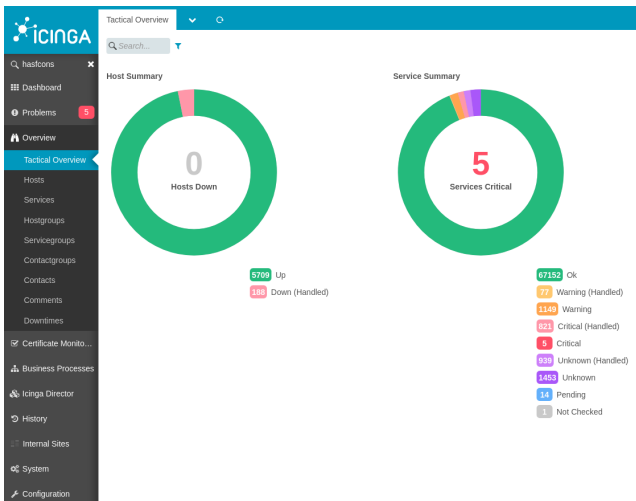 ICINGA
hasfcons
Dashboard
Problems 5
Overview
Tactical Overview
Hosts
Services
Hostgroups
Servicegroups
Contactgroups
Contacts
Comments
Downtimes
Certificate Monito...
Business Processes
Icinga Director
History
Internal Sites
System
Configuration
Tactical Overview
Search...
Host Summary
0
Hosts Down
5709 Up
188 Down (Handled)
Service Summary
5
Services Critical
67152 Ok
77 Warning (Handled)
1149 Warning
821 Critical (Handled)
5 Critical
939 Unknown (Handled)
1453 Unknown
14 Pending
1 Not Checked